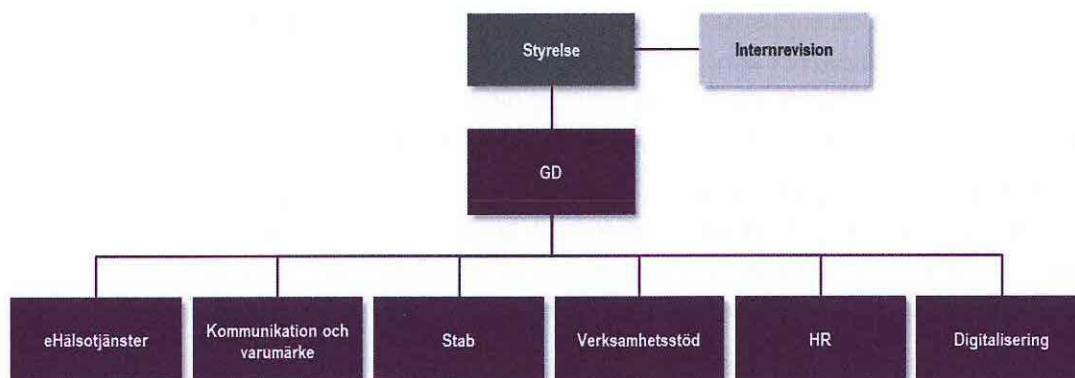 Styrelse
Internrevision
GD
eHälsotjänster
Kommunikation och
varumärke
Stab
Verksamhetsstöd
HR
Digitalisering